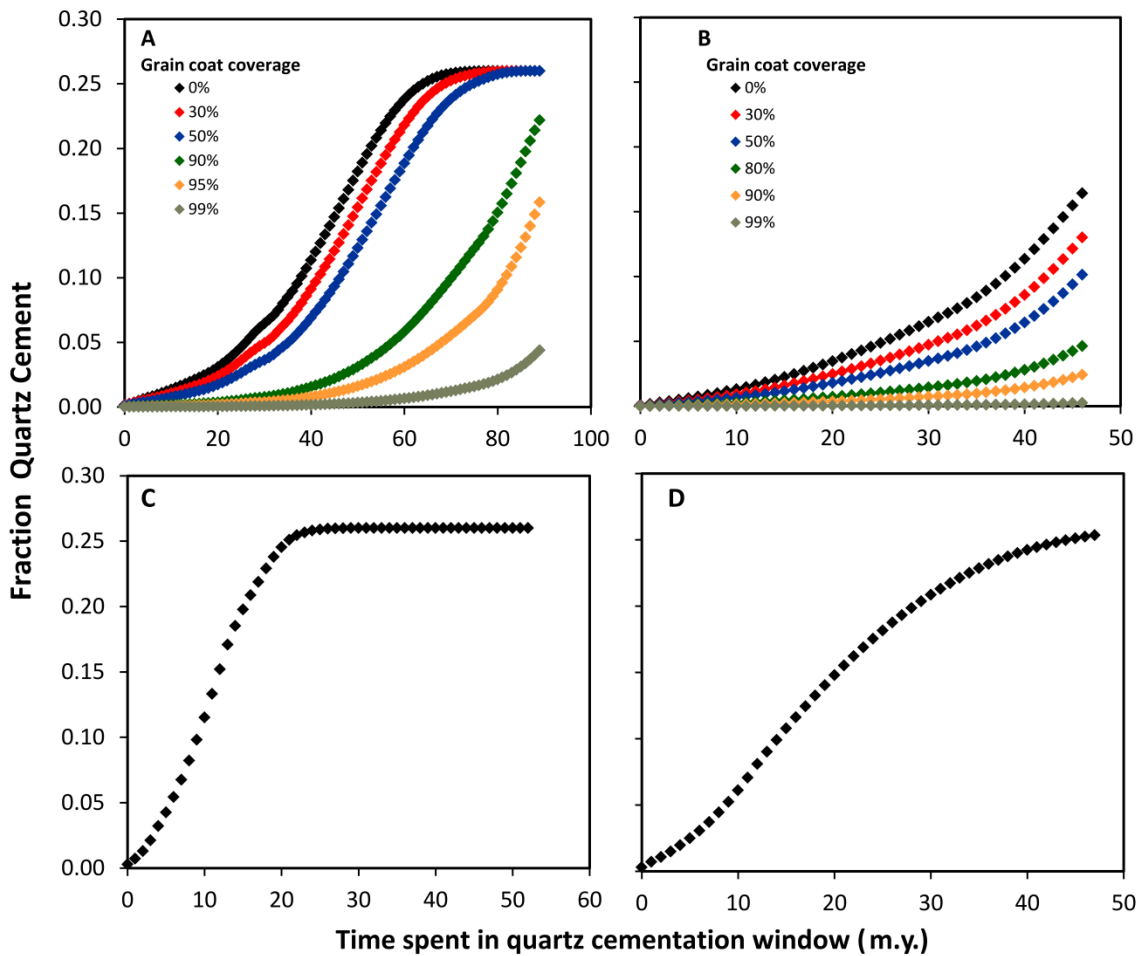 A
Grain coat coverage
0%
30%
50%
90%
95%
99%
0.30
0.25
0.20
0.15
0.10
0.05
0.00
0 20 40 60 80 100
B
Grain coat coverage
0%
30%
50%
80%
90%
99%
0 10 20 30 40 50
Fraction Quartz Cement
C
0.30
0.25
0.20
0.15
0.10
0.05
0.00
0 10 20 30 40 50 60
D
0 10 20 30 40 50
Time spent in quartz cementation window (m.y.)